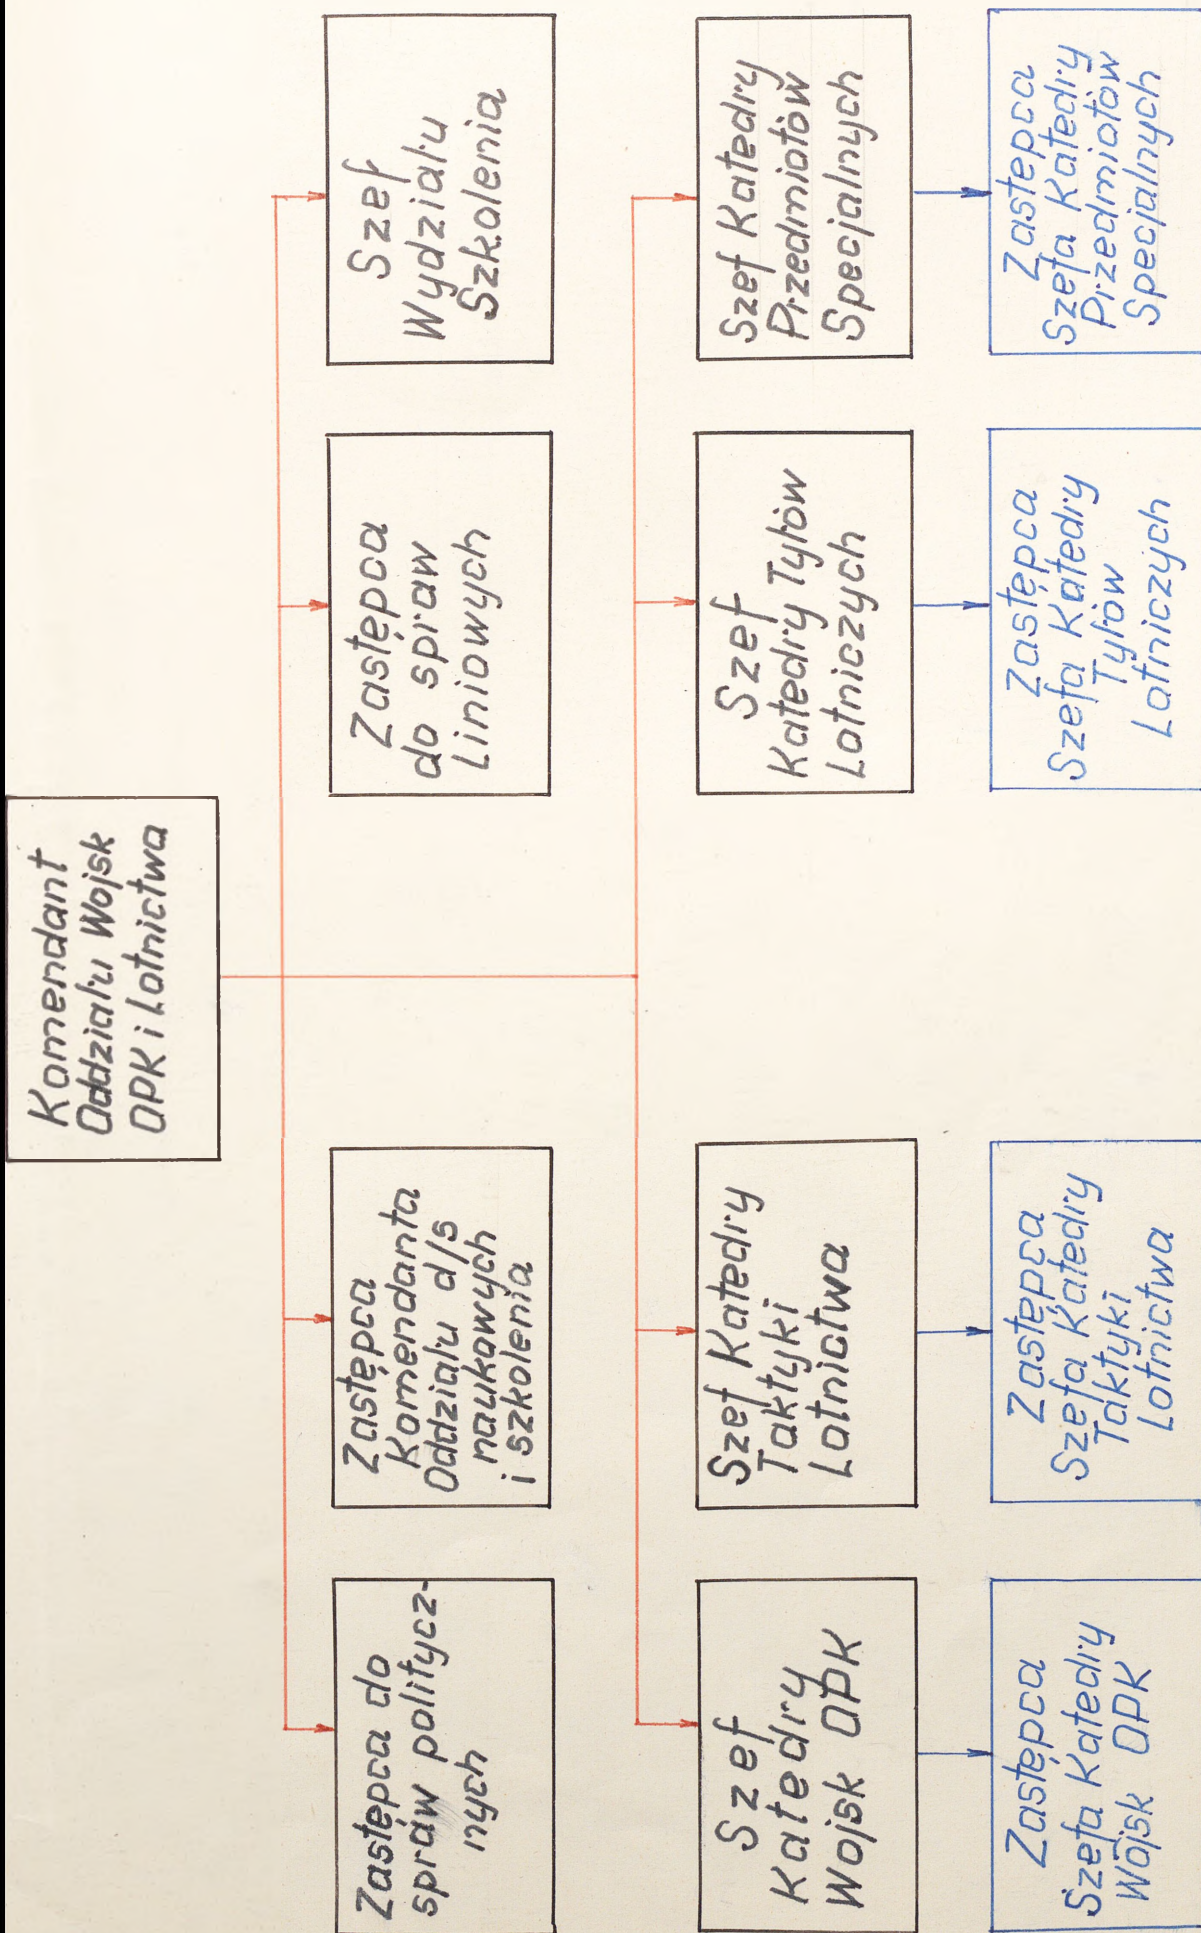 Komendant
Oddziału Wojsk
OPK i Lotnictwa
Zastępca do
spraw politycz-
nych
Zastępca
Komendanta
Oddziału d/s
naukowych
i szkolenia
Zastępca
do spraw
Liniowych
Szef
Wydziału
Szkolenia
Szef
Katedry
Wojsk OPK
Szef Katedry
Taktyki
Lotnictwa
Szef
Katedry Tyłów
Lotniczych
Szef Katedry
Przedmiotów
Specjalnych
Zastępca
Szefa Katedry
Wojsk OPK
Zastępca
Szefa Katedry
Taktyki
Lotnictwa
Zastępca
Szefa Katedry
Tyłów
Lotniczych
Zastępca
Szefa Katedry
Przedmiotów
Specjalnych